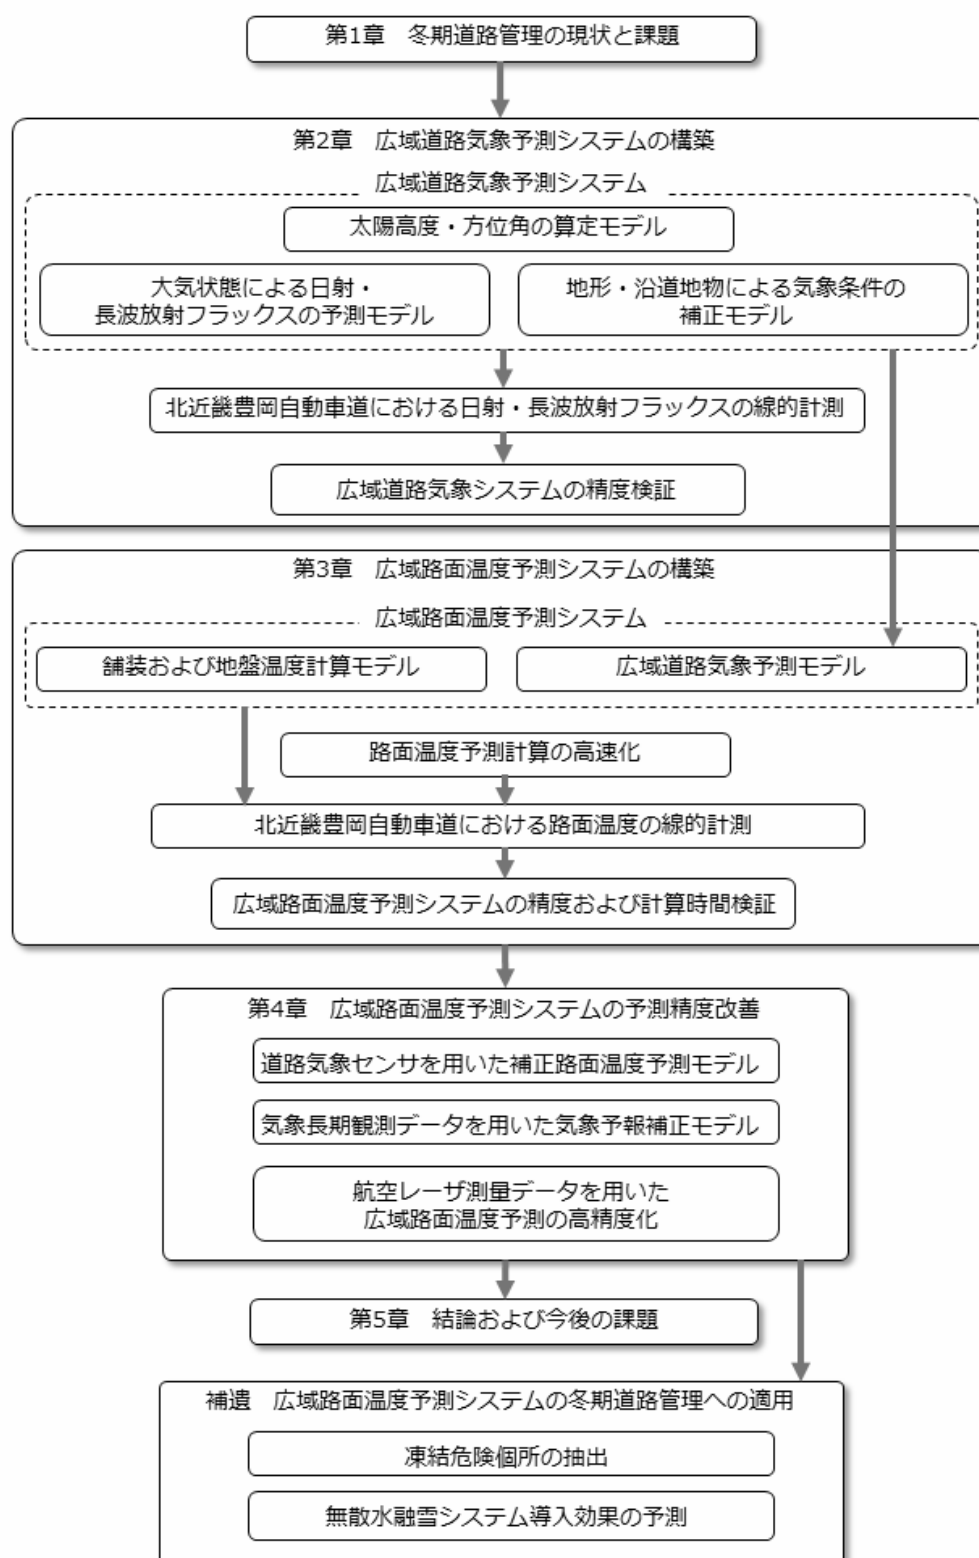 第1章　冬期道路管理の現状と課題
第2章　広域道路気象予測システムの構築
広域道路気象予測システム
太陽高度・方位角の算定モデル
大気状態による日射・
長波放射フラックスの予測モデル
地形・沿道地物による気象条件の
補正モデル
北近畿豊岡自動車道における日射・長波放射フラックスの線的計測
広域道路気象システムの精度検証
第3章　広域路面温度予測システムの構築
広域路面温度予測システム
舗装および地盤温度計算モデル
広域道路気象予測モデル
路面温度予測計算の高速化
北近畿豊岡自動車道における路面温度の線的計測
広域路面温度予測システムの精度および計算時間検証
第4章　広域路面温度予測システムの予測精度改善
道路気象センサを用いた補正路面温度予測モデル
気象長期観測データを用いた気象予報補正モデル
航空レーザ測量データを用いた
広域路面温度予測の高精度化
第5章　結論および今後の課題
補遺　広域路面温度予測システムの冬期道路管理への適用
凍結危険個所の抽出
無散水融雪システム導入効果の予測